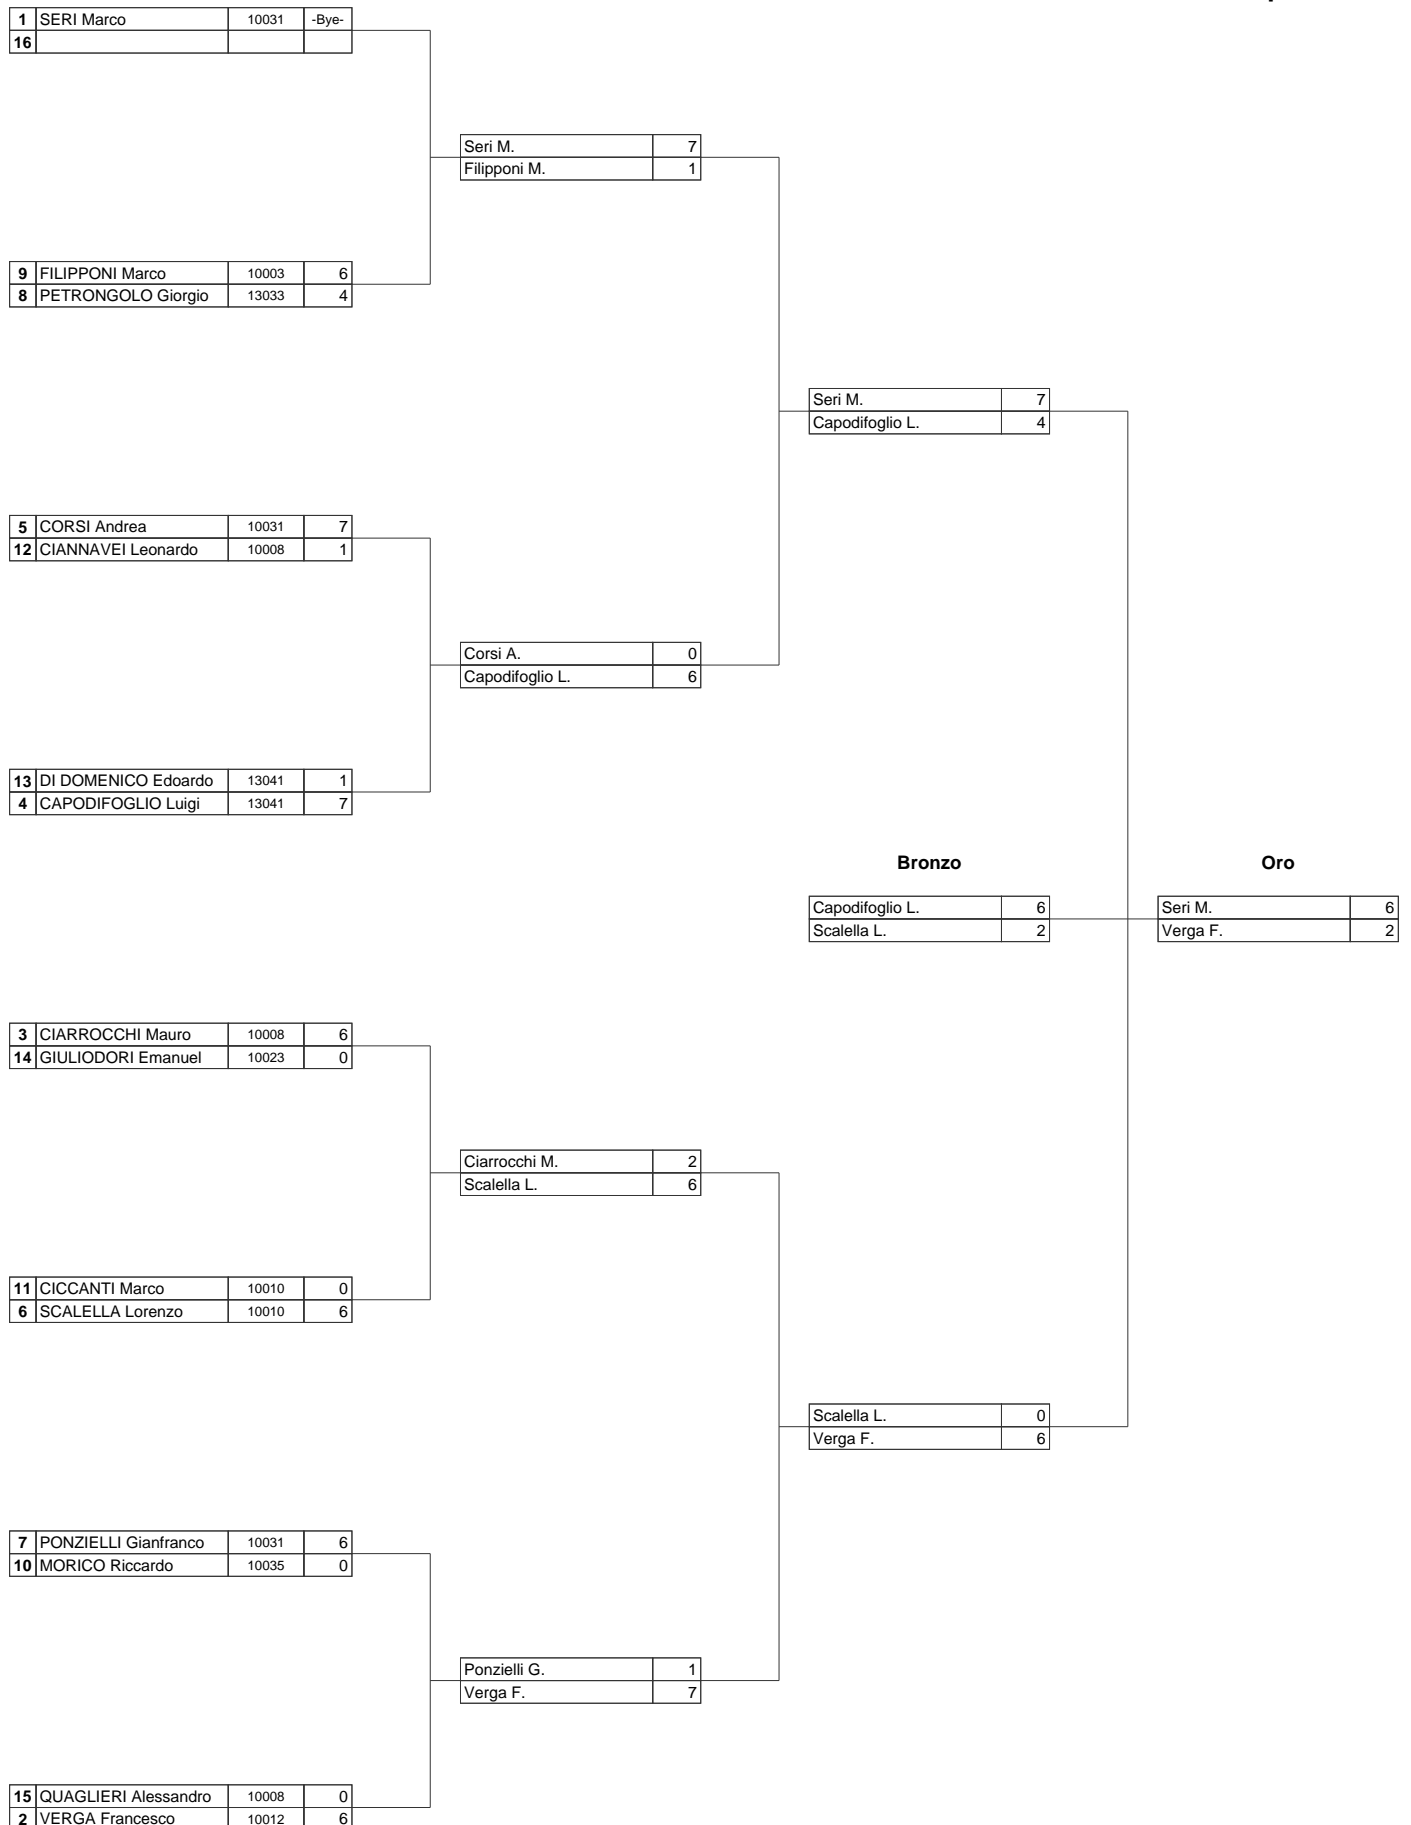 1 SERI Marco 10031 -Bye-
16
Seri M. 7
Filipponi M. 1
9 FILIPPONI Marco 10003 6
8 PETRONGOLO Giorgio 13033 4
Seri M. 7
Capodifoglio L. 4
5 CORSI Andrea 10031 7
12 CIANNAVEI Leonardo 10008 1
Corsi A. 0
Capodifoglio L. 6
13 DI DOMENICO Edoardo 13041 1
4 CAPODIFOGLIO Luigi 13041 7
Bronzo Oro
Capodifoglio L. 6 Seri M. 6
Scalella L. 2 Verga F. 2
3 CIARROCCHI Mauro 10008 6
14 GIULIODORI Emanuel 10023 0
Ciarrocchi M. 2
Scalella L. 6
11 CICCANTI Marco 10010 0
6 SCALELLA Lorenzo 10010 6
Scalella L. 0
Verga F. 6
7 PONZIELLI Gianfranco 10031 6
10 MORICO Riccardo 10035 0
Ponzielli G. 1
Verga F. 7
15 QUAGLIERI Alessandro 10008 0
2 VERGA Francesco 10012 6